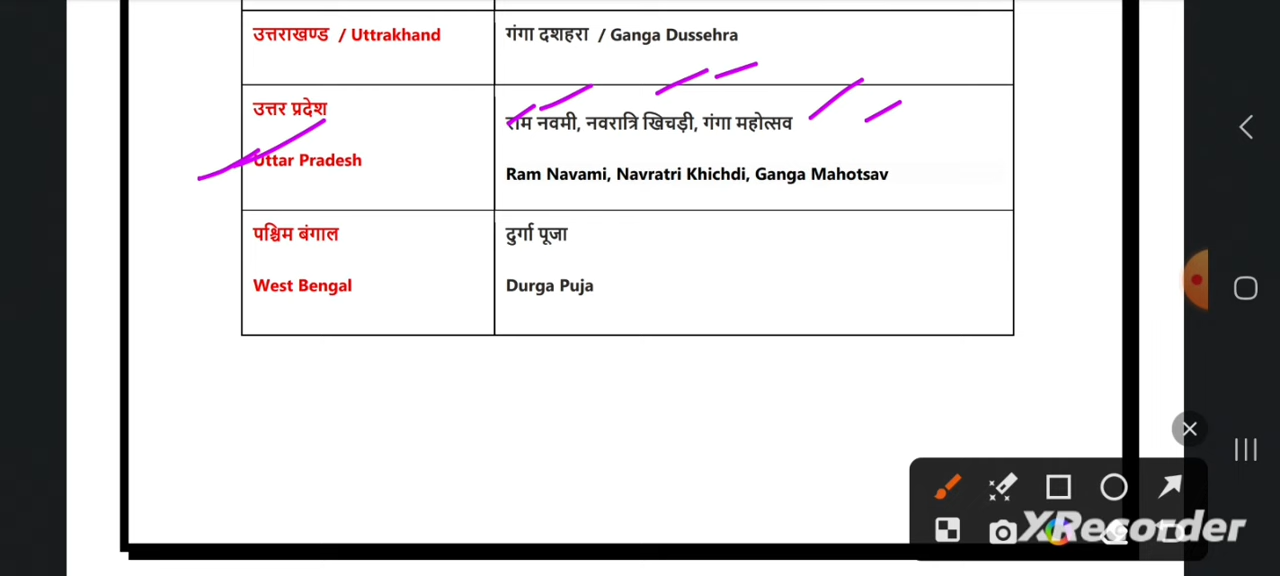 उत्तराखण्ड / Uttrakhand
गंगा दशहरा / Ganga Dussehra
उत्तर प्रदेश
Uttar Pradesh
राम नवमी, नवरात्रि खिचड़ी, गंगा महोत्सव
Ram Navami, Navratri Khichdi, Ganga Mahotsav
पश्चिम बंगाल
West Bengal
दुर्गा पूजा
Durga Puja
XRecorder